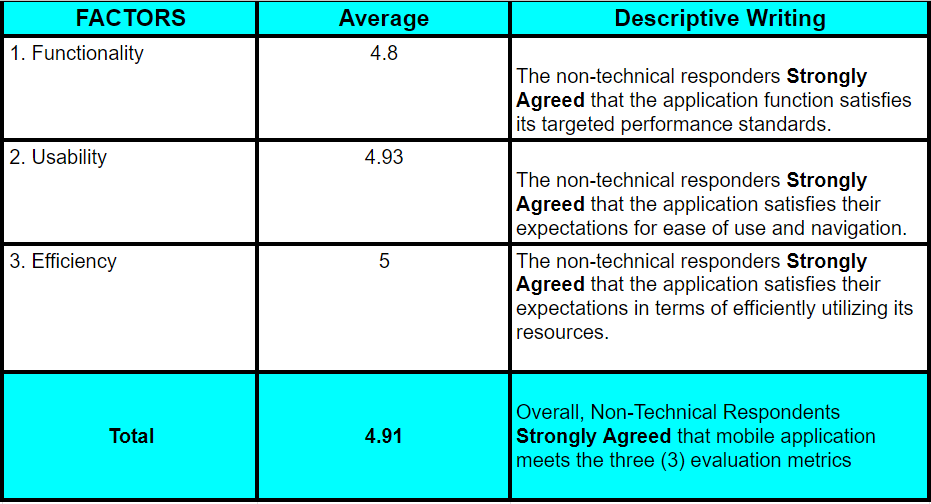 FACTORS Average Descriptive Writing
1. Functionality 4.8
The non-technical responders Strongly
Agreed that the application function satisfies
its targeted performance standards.
2. Usability 4.93
The non-technical responders Strongly
Agreed that the application satisfies their
expectations for ease of use and navigation.
3. Efficiency 5 The non-technical responders Strongly
Agreed that the application satisfies their
expectations in terms of efficiently utilizing its
resources.
Overall, Non-Technical Respondents
Total 4.91 Strongly Agreed that mobile application
meets the three (3) evaluation metrics